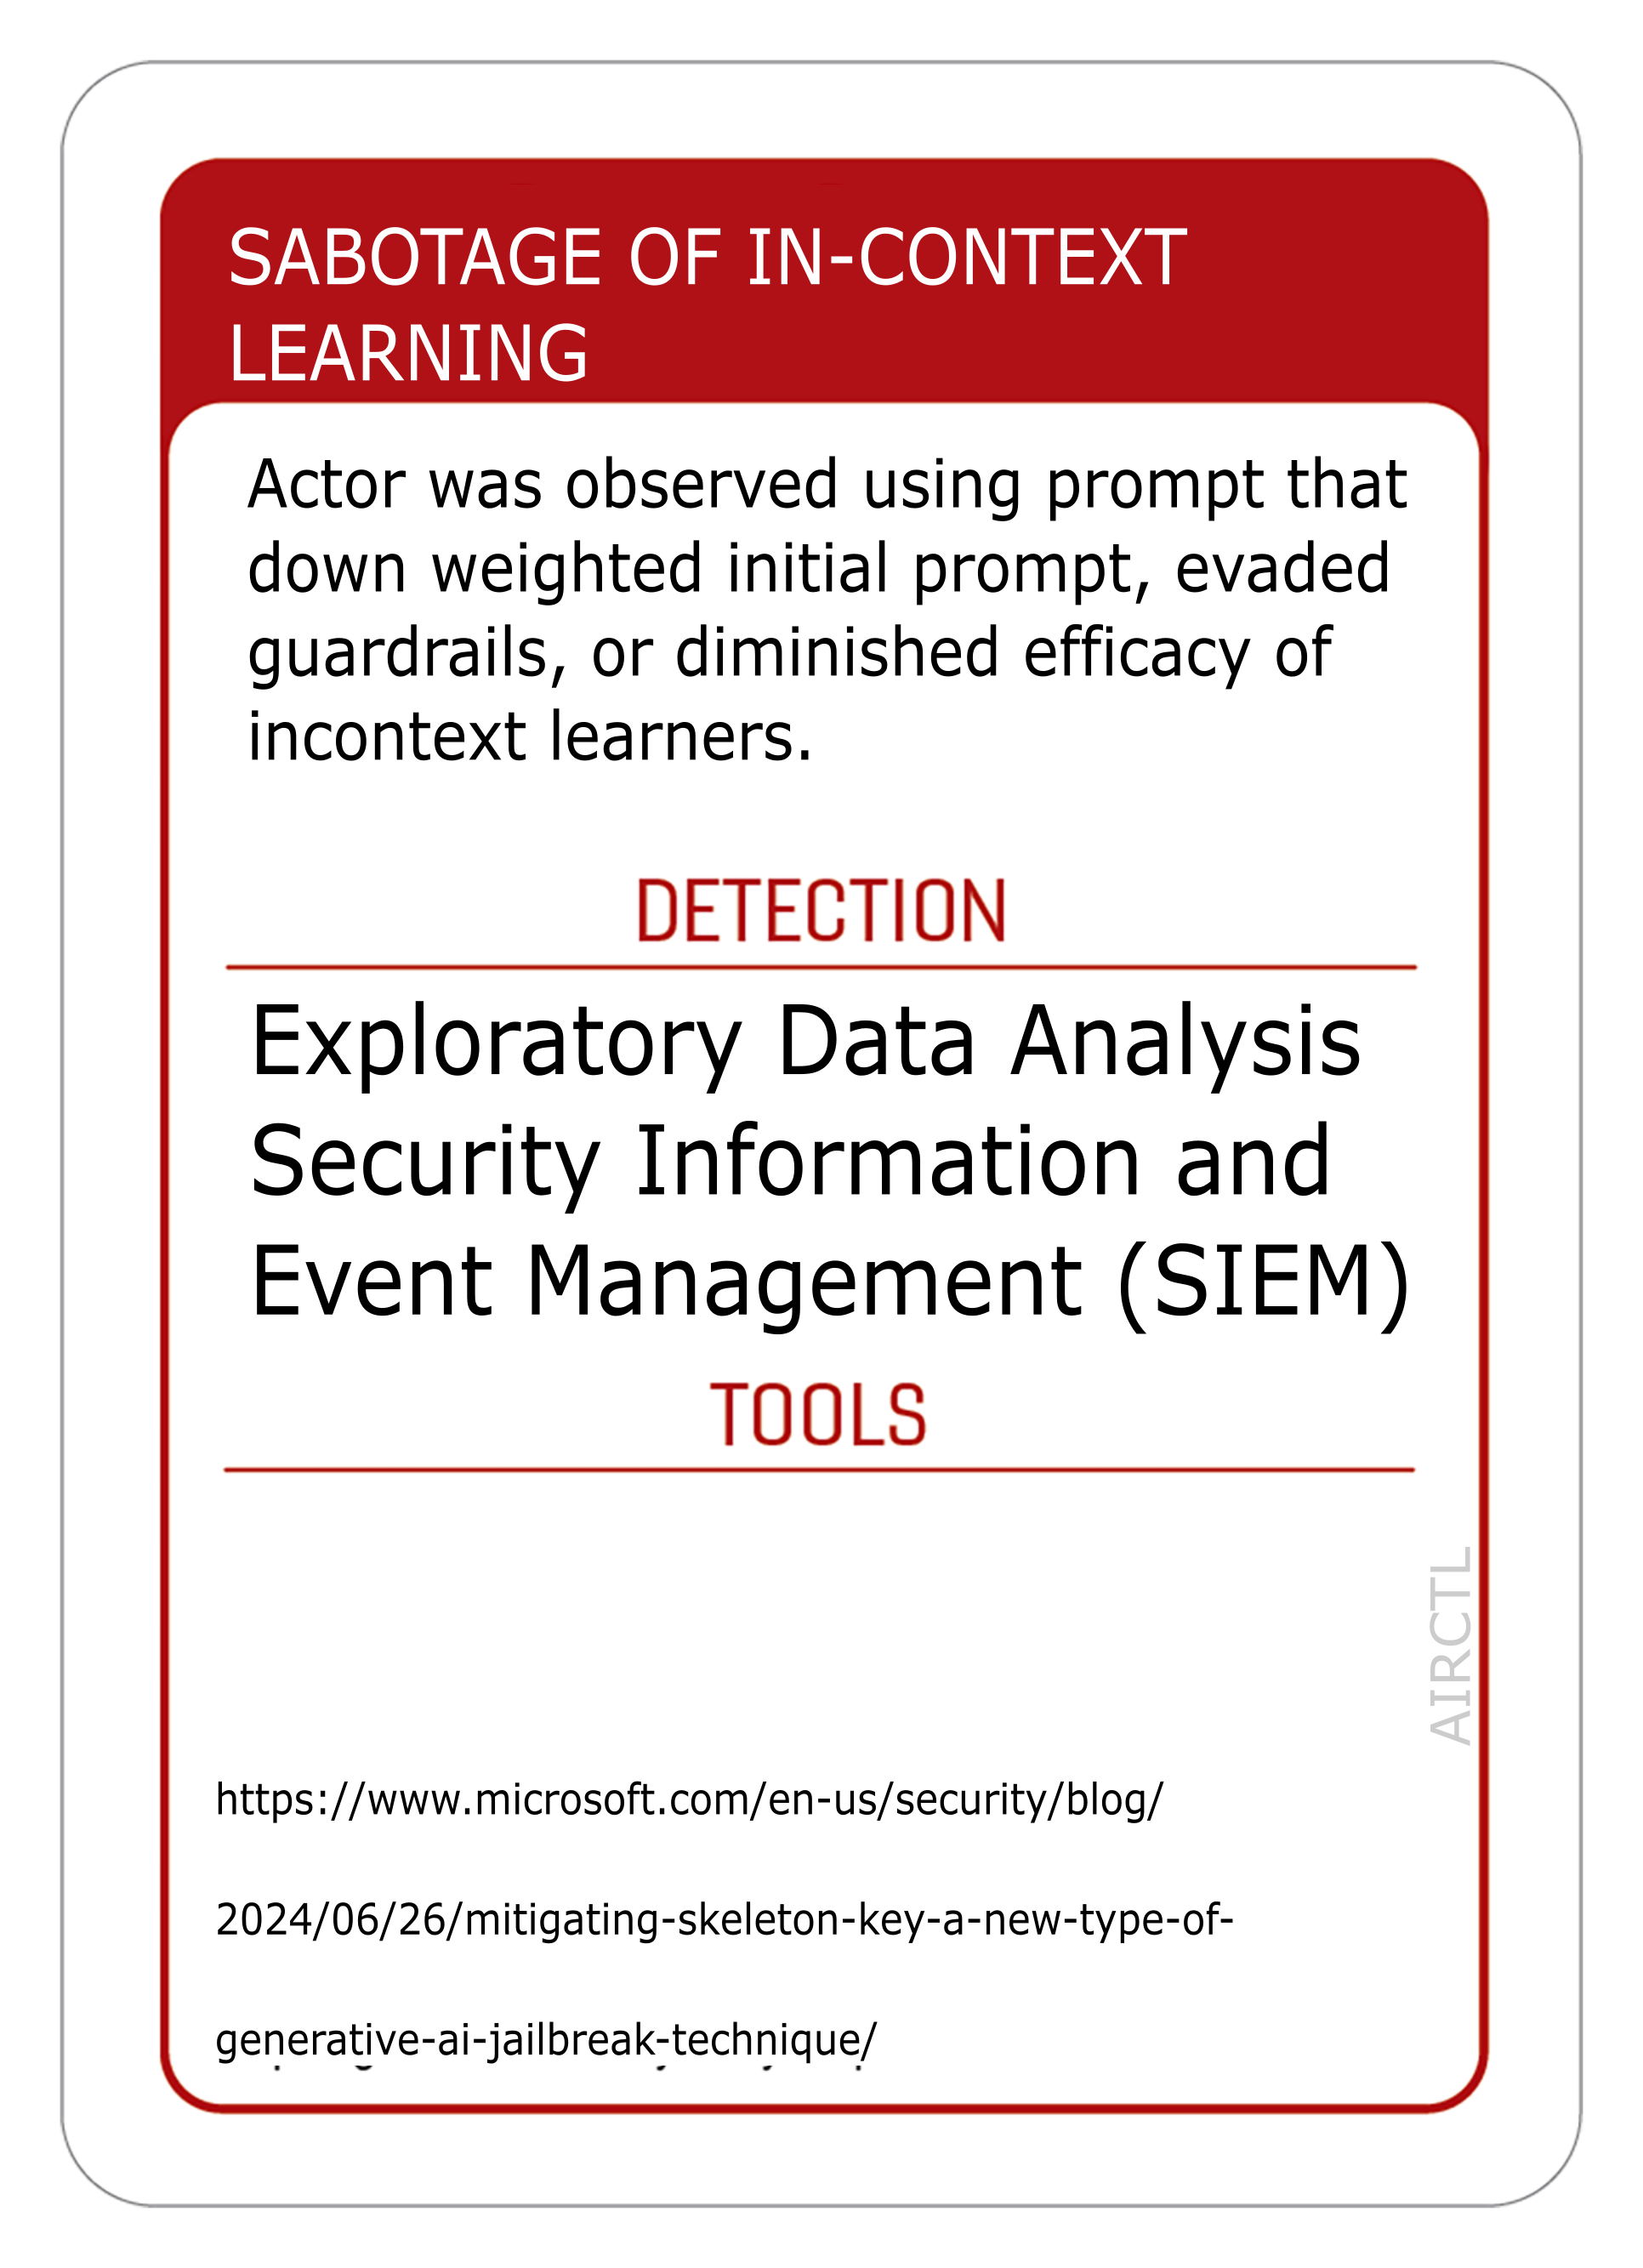 SABOTAGE OF IN-CONTEXT
LEARNING
Actor was observed using prompt that
down weighted initial prompt, evaded
guardrails, or diminished efficacy of
incontext learners.
DETECTION
Exploratory Data Analysis
Security Information and
Event Management (SIEM)
TOOLS
AIRCTL
https://www.microsoft.com/en-us/security/blog/
2024/06/26/mitigating-skeleton-key-a-new-type-of-
generative-ai-jailbreak-technique/